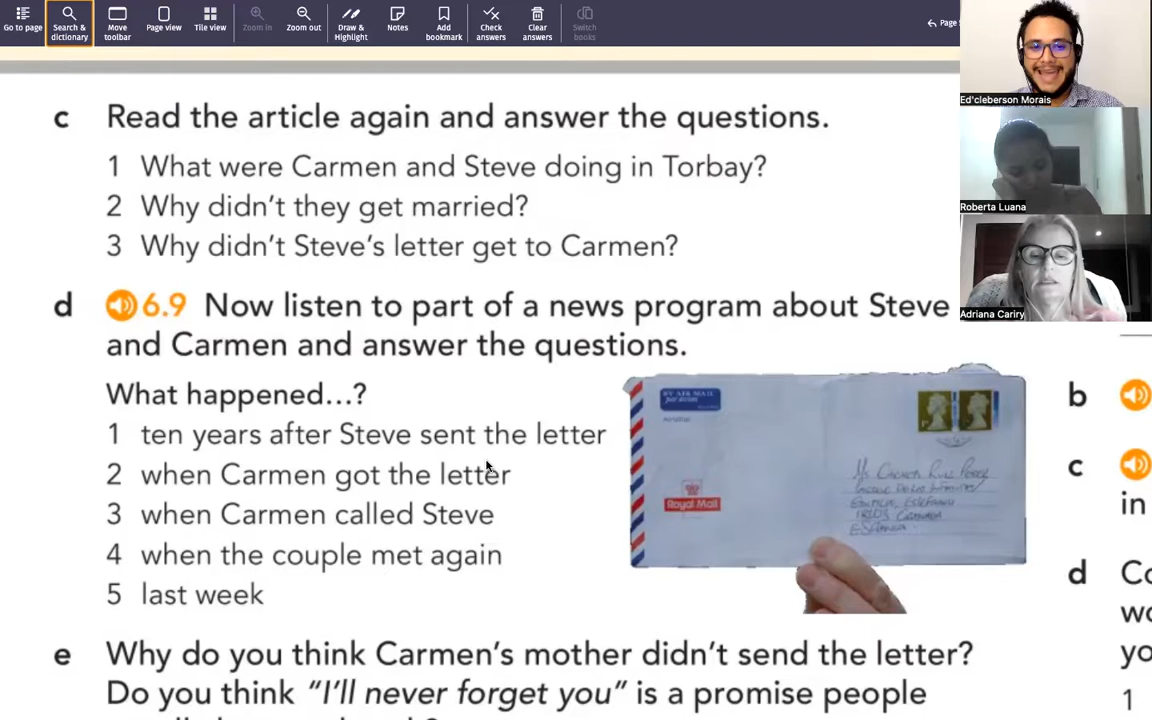 Go to page
Search & dictionary
Move toolbar
Page view
Tile view
Zoom in
Zoom out
Draw & Highlight
Notes
Add bookmark
Check answers
Clear answers
Switch books
Page
Ed'cleberson Morais
Roberta Luana
Adriana Cariry
c Read the article again and answer the questions.
1 What were Carmen and Steve doing in Torbay?
2 Why didn't they get married?
3 Why didn't Steve's letter get to Carmen?
d 6.9 Now listen to part of a news program about Steve
and Carmen and answer the questions.
What happened...?
1 ten years after Steve sent the letter
2 when Carmen got the letter
3 when Carmen called Steve
4 when the couple met again
5 last week
BY AIR MAIL
par avion
Royal Mail
e Why do you think Carmen's mother didn't send the letter?
Do you think "I'll never forget you" is a promise people
b
c
in
d Co
wo
yo
1